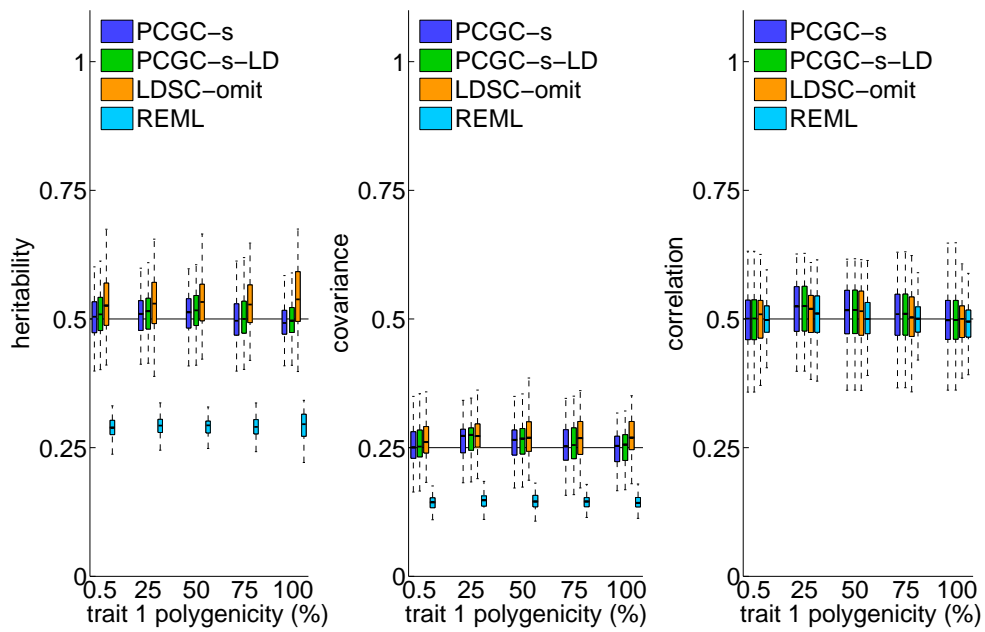 PCGC−s
PCGC−s−LD
LDSC−omit
REML
heritability
1
0.75
0.5
0.25
0
0.5 25 50 75 100
trait 1 polygenicity (%)
PCGC−s
PCGC−s−LD
LDSC−omit
REML
covariance
1
0.75
0.5
0.25
0
0.5 25 50 75 100
trait 1 polygenicity (%)
PCGC−s
PCGC−s−LD
LDSC−omit
REML
correlation
1
0.75
0.5
0.25
0
0.5 25 50 75 100
trait 1 polygenicity (%)